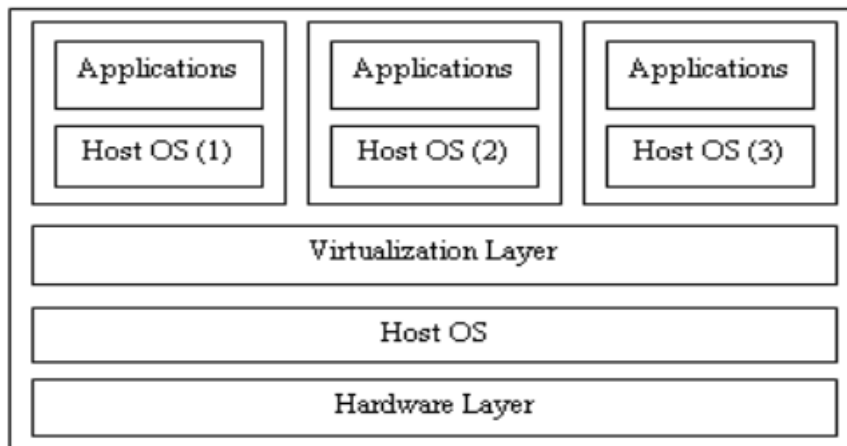 Applications
Applications
Applications
Host OS (1)
Host OS (2)
Host OS (3)
Virtualization Layer
Host OS
Hardware Layer